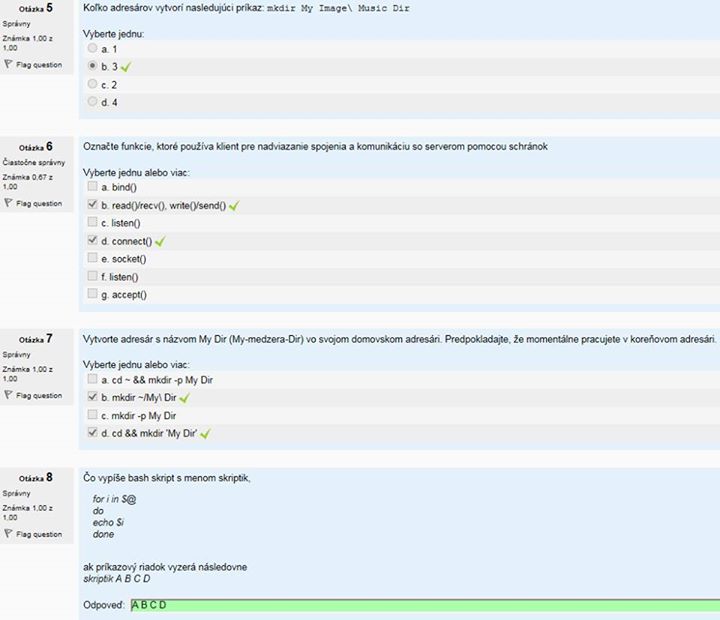 Otázka 5
Správny
Známka 1,00 z
1,00
Flag question
Koľko adresárov vytvorí nasledujúci príkaz: mkdir My Image\ Music Dir
Vyberte jednu:
a. 1
b. 3
c. 2
d. 4
Otázka 6
Čiastočne správny
Známka 0,67 z
1,00
Flag question
Označte funkcie, ktoré používa klient pre nadviazanie spojenia a komunikáciu so serverom pomocou schránok
Vyberte jednu alebo viac:
a. bind()
b. read()/recv(), write()/send()
c. listen()
d. connect()
e. socket()
f. listen()
g. accept()
Otázka 7
Správny
Známka 1,00 z
1,00
Flag question
Vytvorte adresár s názvom My Dir (My-medzera-Dir) vo svojom domovskom adresári. Predpokladajte, že momentálne pracujete v koreňovom adresári.
Vyberte jednu alebo viac:
a. cd ~ && mkdir -p My Dir
b. mkdir ~/My\ Dir
c. mkdir -p My Dir
d. cd && mkdir 'My Dir'
Otázka 8
Správny
Známka 1,00 z
1,00
Flag question
Čo vypíše bash skript s menom skriptik,
for i in $@
do
echo $i
done
ak príkazový riadok vyzerá následovne
skriptik A B C D
Odpoveď: A B C D